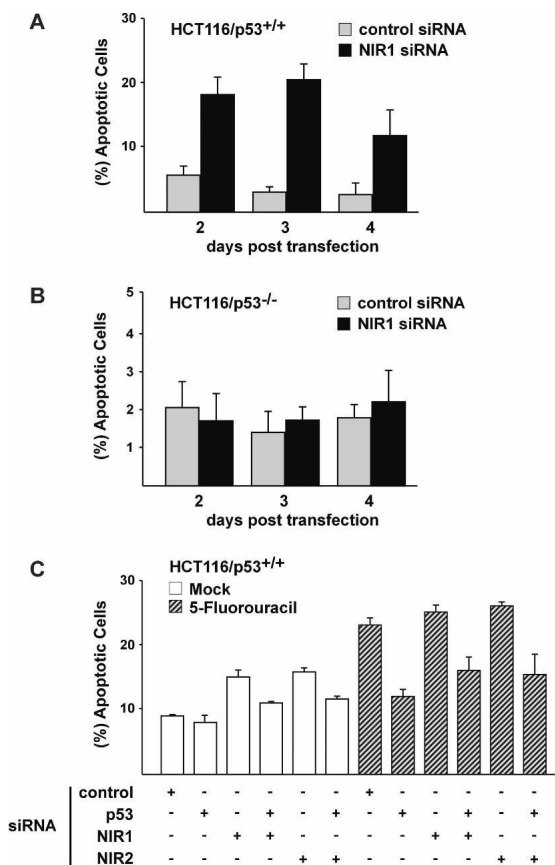 A
HCT116/p53+/+
control siRNA
NIR1 siRNA
(%) Apoptotic Cells
30
20
10
2 3 4
days post transfection
B
HCT116/p53-/-
control siRNA
NIR1 siRNA
(%) Apoptotic Cells
5
4
3
2
1
2 3 4
days post transfection
C
HCT116/p53+/+
Mock
5-Fluorouracil
(%) Apoptotic Cells
30
20
10
siRNA
control + - - - - - + - - - - -
p53 - + - + - + - + - + - +
NIR1 - - + + - - - - + + - -
NIR2 - - - - + + - - - - + +